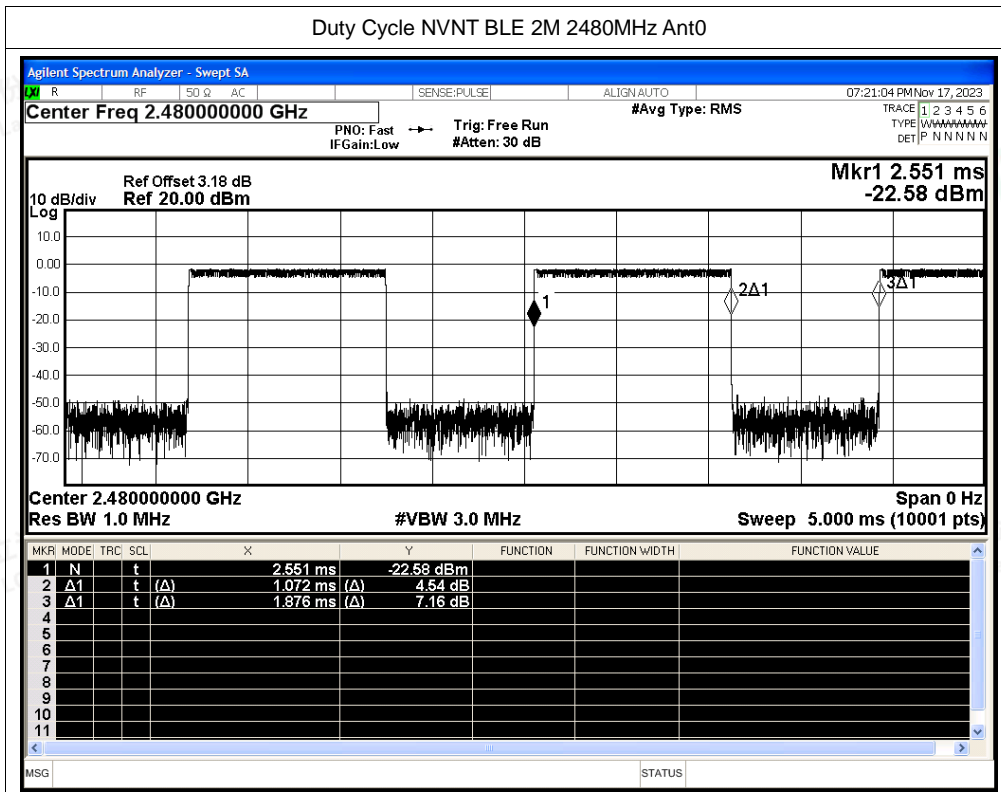 Duty Cycle NVNT BLE 2M 2480MHz Ant0
Agilent Spectrum Analyzer - Swept SA
LXI R RF 50 Ω AC SENSE:PULSE ALIGN AUTO 07:21:04 PM Nov 17, 2023
Center Freq 2.480000000 GHz #Avg Type: RMS TRACE 1 2 3 4 5 6
PNO: Fast Trig: Free Run TYPE WWWWWW
IFGain:Low #Atten: 30 dB DET P N N N N N
Mkr1 2.551 ms
-22.58 dBm
Ref Offset 3.18 dB
10 dB/div Ref 20.00 dBm
Log
10.0
0.00
-10.0
-20.0
-30.0
-40.0
-50.0
-60.0
-70.0
1
2Δ1
3Δ1
Center 2.480000000 GHz Span 0 Hz
Res BW 1.0 MHz #VBW 3.0 MHz Sweep 5.000 ms (10001 pts)
MKR MODE TRC SCL X Y FUNCTION FUNCTION WIDTH FUNCTION VALUE
1 N t 2.551 ms -22.58 dBm
2 Δ1 t (Δ) 1.072 ms (Δ) 4.54 dB
3 Δ1 t (Δ) 1.876 ms (Δ) 7.16 dB
4
5
6
7
8
9
10
11
MSG STATUS